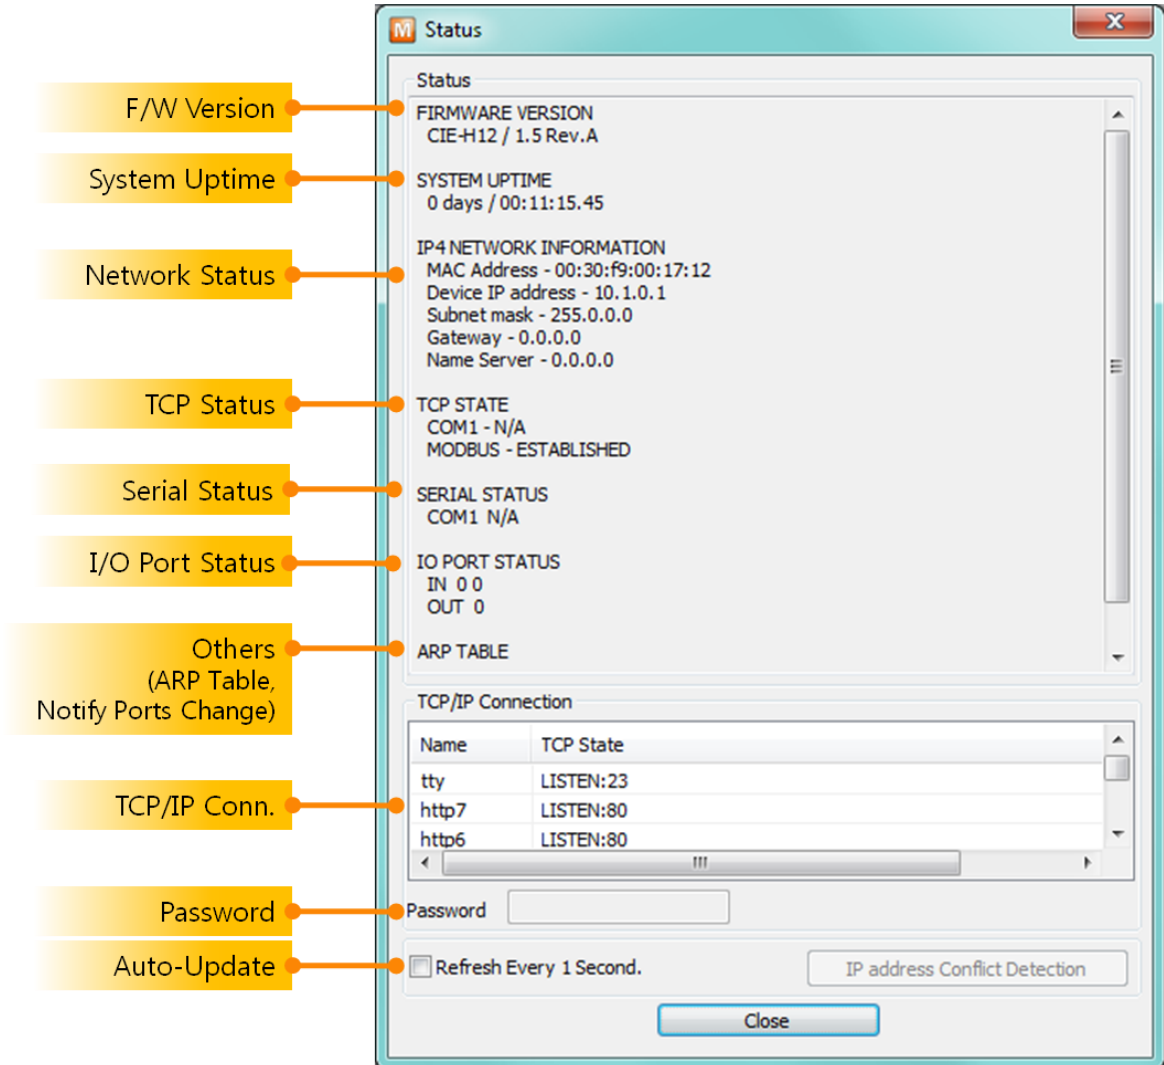 M Status
Status
F/W Version
FIRMWARE VERSION
CIE-H12 / 1.5 Rev.A
System Uptime
SYSTEM UPTIME
0 days / 00:11:15.45
Network Status
IP4 NETWORK INFORMATION
MAC Address - 00:30:f9:00:17:12
Device IP address - 10.1.0.1
Subnet mask - 255.0.0.0
Gateway - 0.0.0.0
Name Server - 0.0.0.0
TCP Status
TCP STATE
COM1 - N/A
MODBUS - ESTABLISHED
Serial Status
SERIAL STATUS
COM1 N/A
I/O Port Status
IO PORT STATUS
IN 0 0
OUT 0
Others
(ARP Table,
Notify Ports Change)
ARP TABLE
TCP/IP Connection
Name TCP State
tty LISTEN:23
TCP/IP Conn.
http7 LISTEN:80
http6 LISTEN:80
Password
Password
Auto-Update
Refresh Every 1 Second.
IP address Conflict Detection
Close